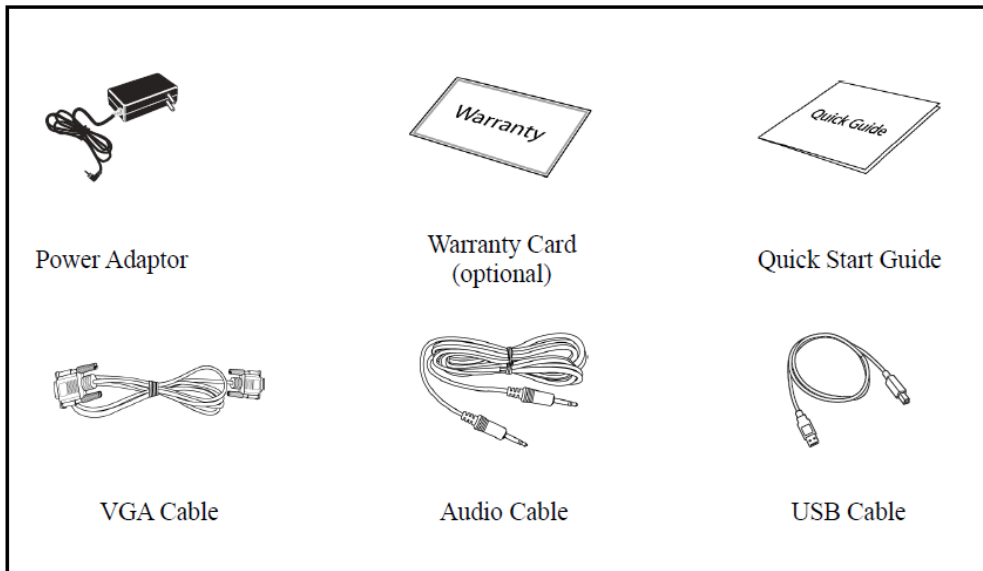 Warranty
Quick Guide
Power Adaptor
Warranty Card
(optional)
Quick Start Guide
VGA Cable
Audio Cable
USB Cable